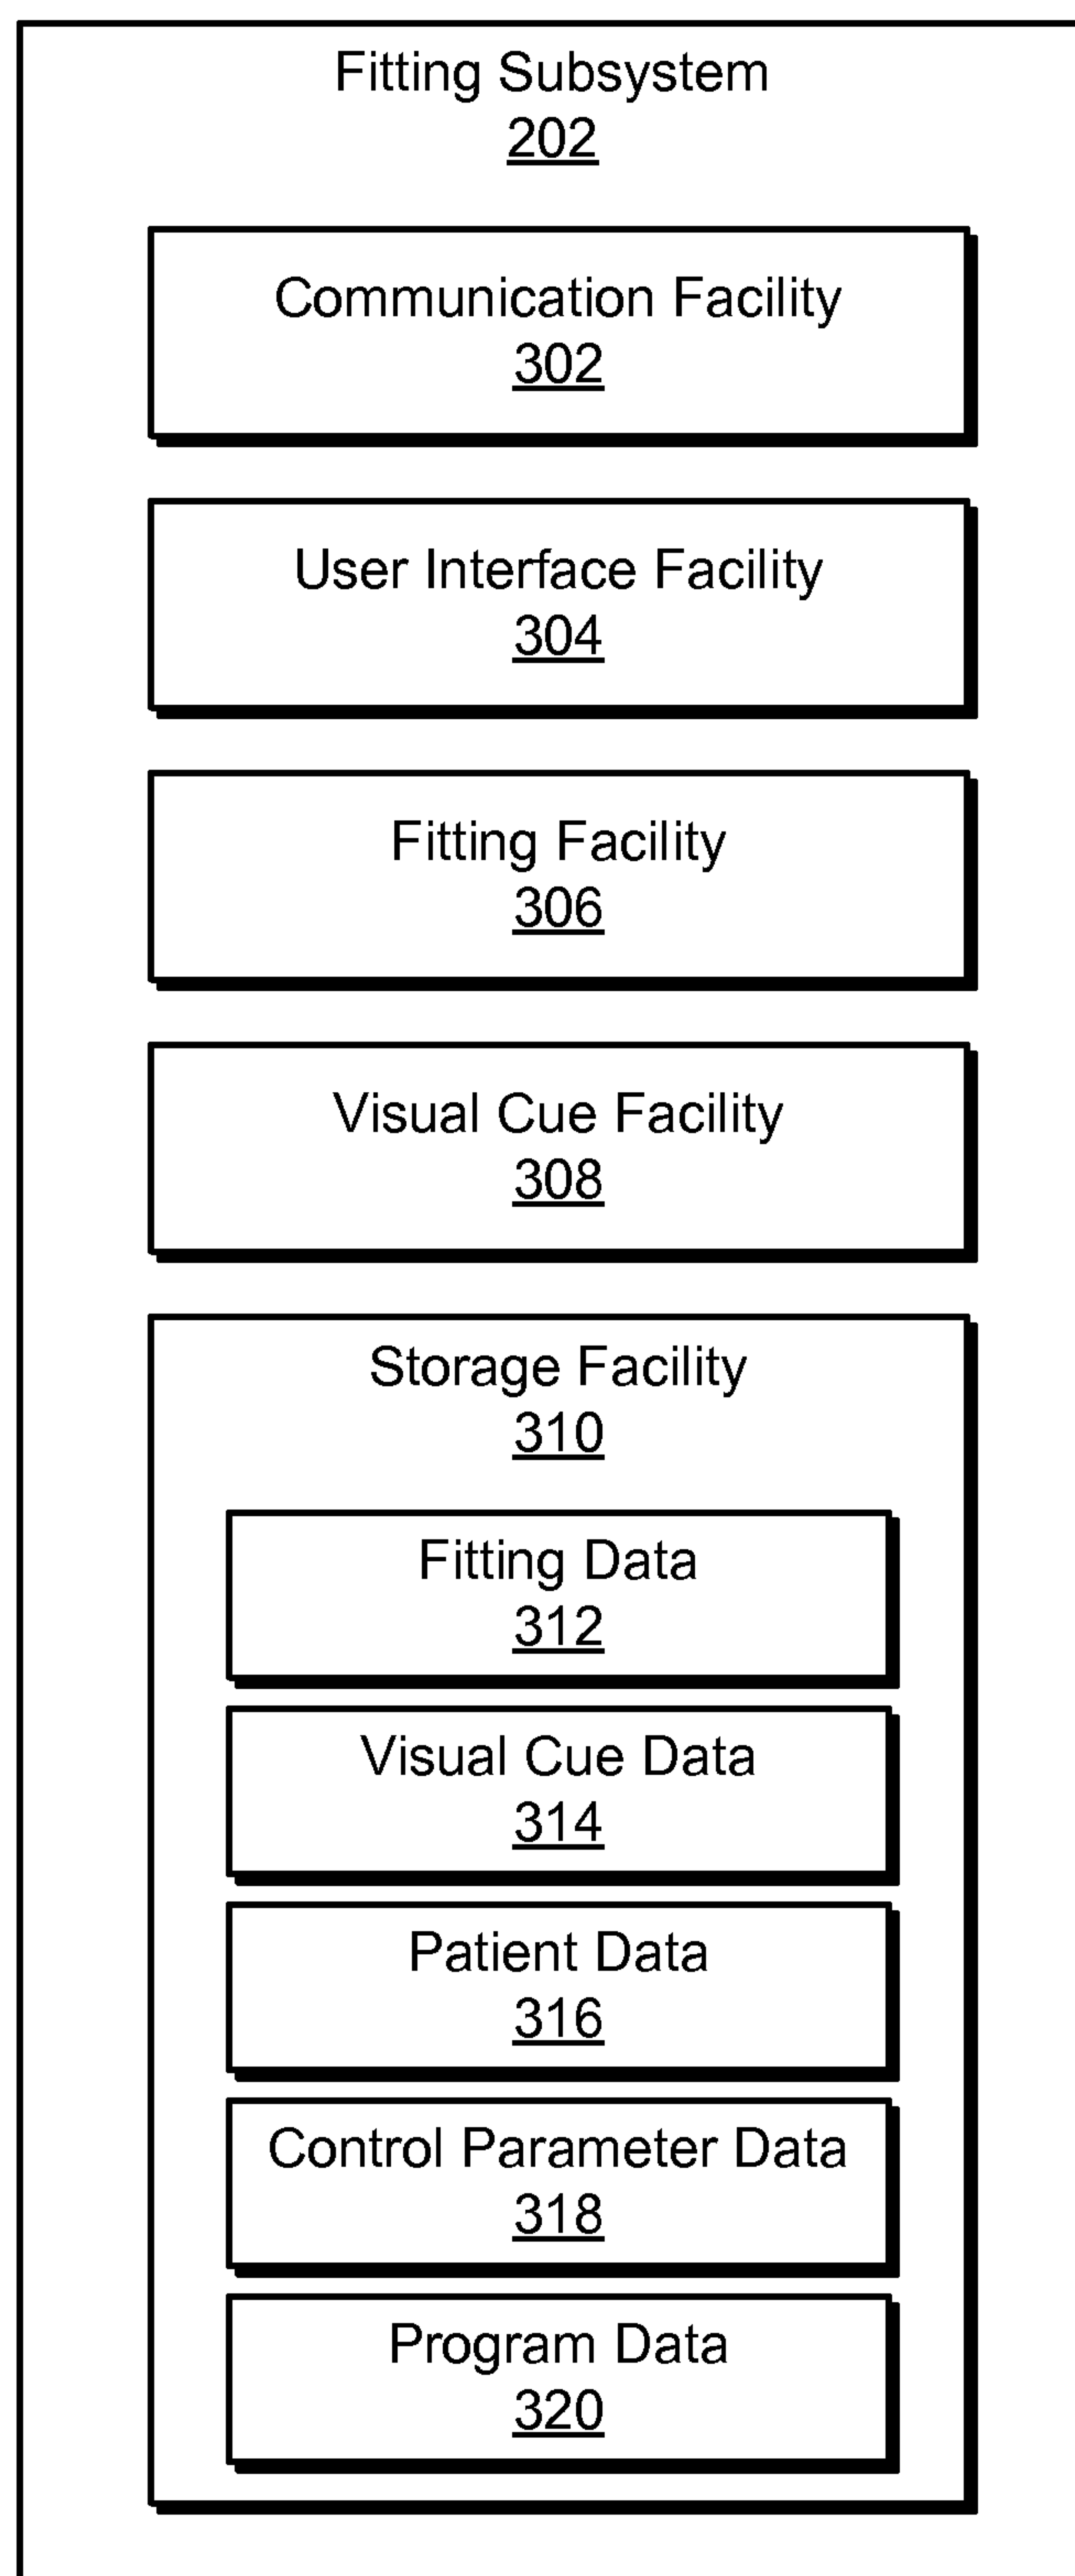 Fitting Subsystem
202
Communication Facility
302
User Interface Facility
304
Fitting Facility
306
Visual Cue Facility
308
Storage Facility
310
Fitting Data
312
Visual Cue Data
314
Patient Data
316
Control Parameter Data
318
Program Data
320